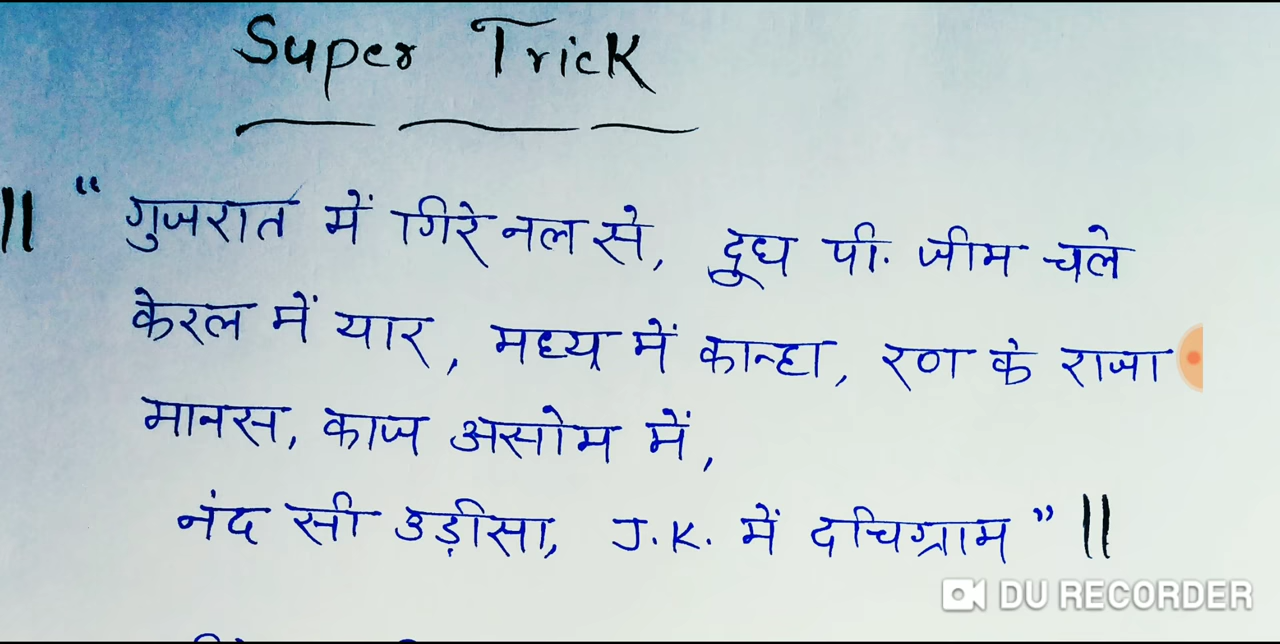 Super Trick
|| "गुजरात में गिरे नल से, दूध पी. जीम चले
केरल में यार, मध्य में कान्हा, रण के राजा
मानस, काज असोम में,
नंद सी उड़ीसा, J.K. में दचिग्राम" ||
DU RECORDER